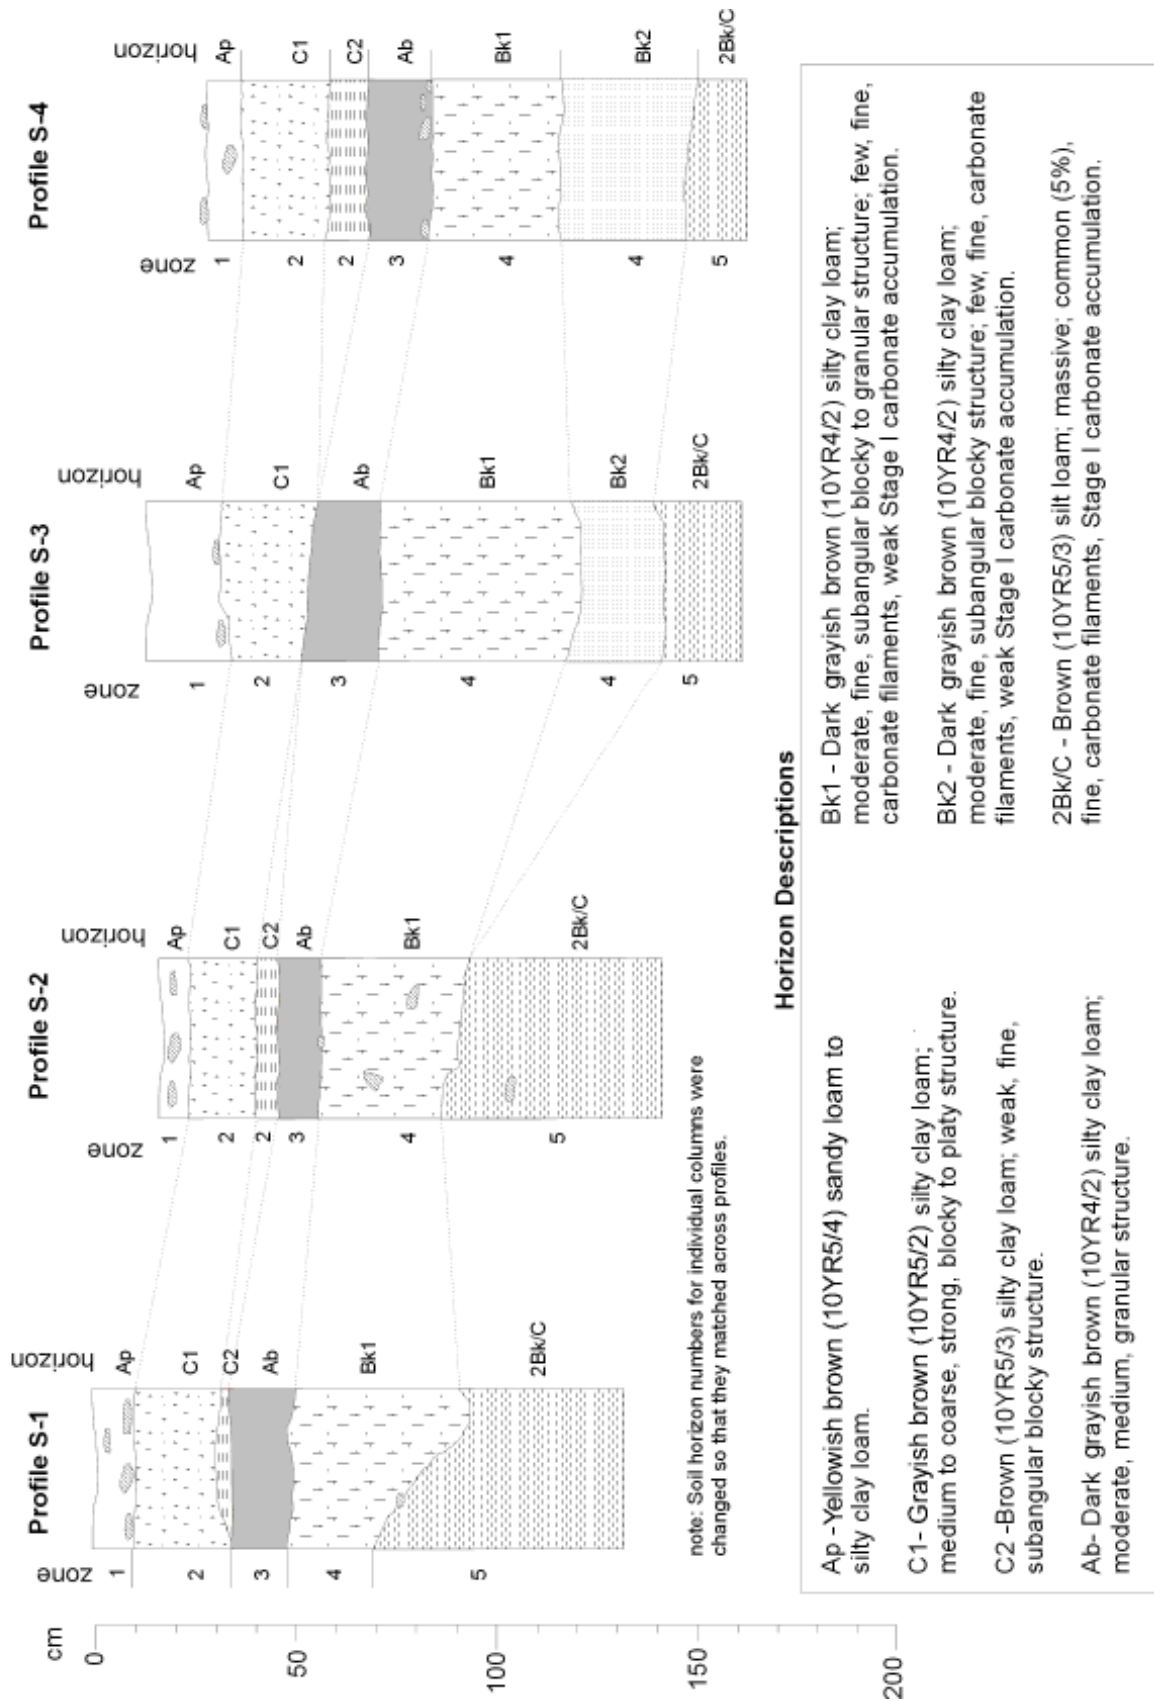 Profile S-1
Profile S-2
Profile S-3
Profile S-4
cm
0
50
100
150
200
zone
horizon
1
2
3
4
5
Ap
C1
C2
Ab
Bk1
2Bk/C
zone
horizon
1
2
2
3
4
5
Ap
C1
C2
Ab
Bk1
2Bk/C
zone
horizon
1
2
3
4
4
5
Ap
C1
Ab
Bk1
Bk2
2Bk/C
zone
horizon
1
2
2
3
4
4
5
Ap
C1
C2
Ab
Bk1
Bk2
2Bk/C
note: Soil horizon numbers for individual columns were
changed so that they matched across profiles.
Horizon Descriptions
Ap -Yellowish brown (10YR5/4) sandy loam to
silty clay loam.
C1- Grayish brown (10YR5/2) silty clay loam;
medium to coarse, strong, blocky to platy structure.
C2 -Brown (10YR5/3) silty clay loam; weak, fine,
subangular blocky structure.
Ab- Dark grayish brown (10YR4/2) silty clay loam;
moderate, medium, granular structure.
Bk1 - Dark grayish brown (10YR4/2) silty clay loam;
moderate, fine, subangular blocky to granular structure; few, fine,
carbonate filaments, weak Stage I carbonate accumulation.
Bk2 - Dark grayish brown (10YR4/2) silty clay loam;
moderate, fine, subangular blocky structure; few, fine, carbonate
filaments, weak Stage I carbonate accumulation.
2Bk/C - Brown (10YR5/3) silt loam; massive; common (5%),
fine, carbonate filaments, Stage I carbonate accumulation.